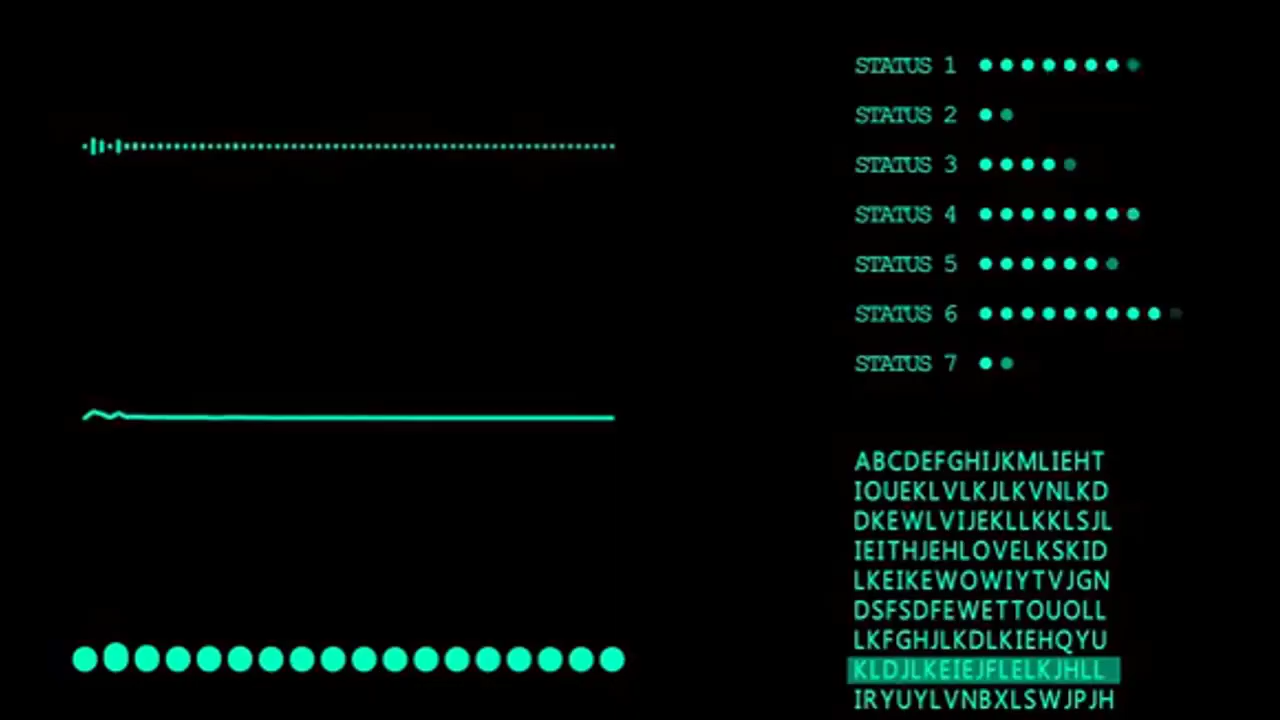 STATUS 1
STATUS 2
STATUS 3
STATUS 4
STATUS 5
STATUS 6
STATUS 7
ABCDEFGHIJKMLIEHT
IOUEKLVLKJLKVNLKD
DKEWLVIJEKLLKKLSJL
IEITHJEHLOVELKSKID
LKEIKEWOWIYTVJGN
DSFSDFEWETTOUOLL
LKFGHJLKDLKIEHQYU
KLDJLKEIEJFLELKJHLL
IRYUYLVNBXLSWJPJH